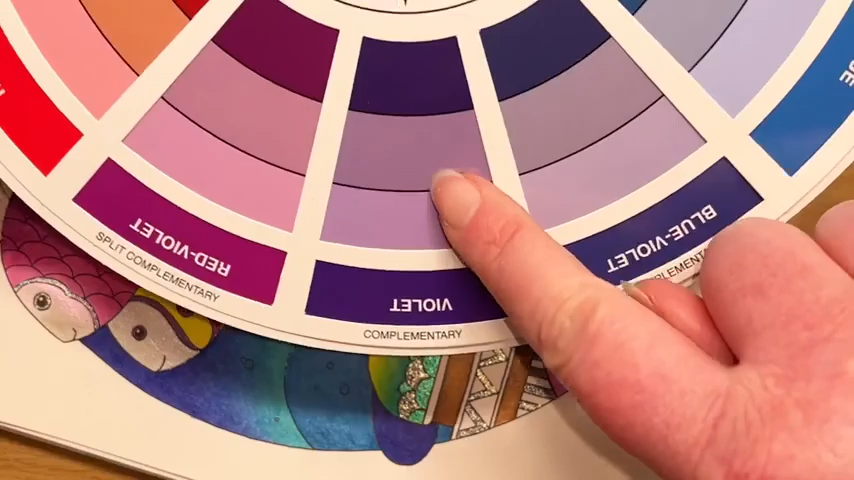 RED-VIOLET
SPLIT COMPLEMENTARY
VIOLET
COMPLEMENTARY
BLUE-VIOLET